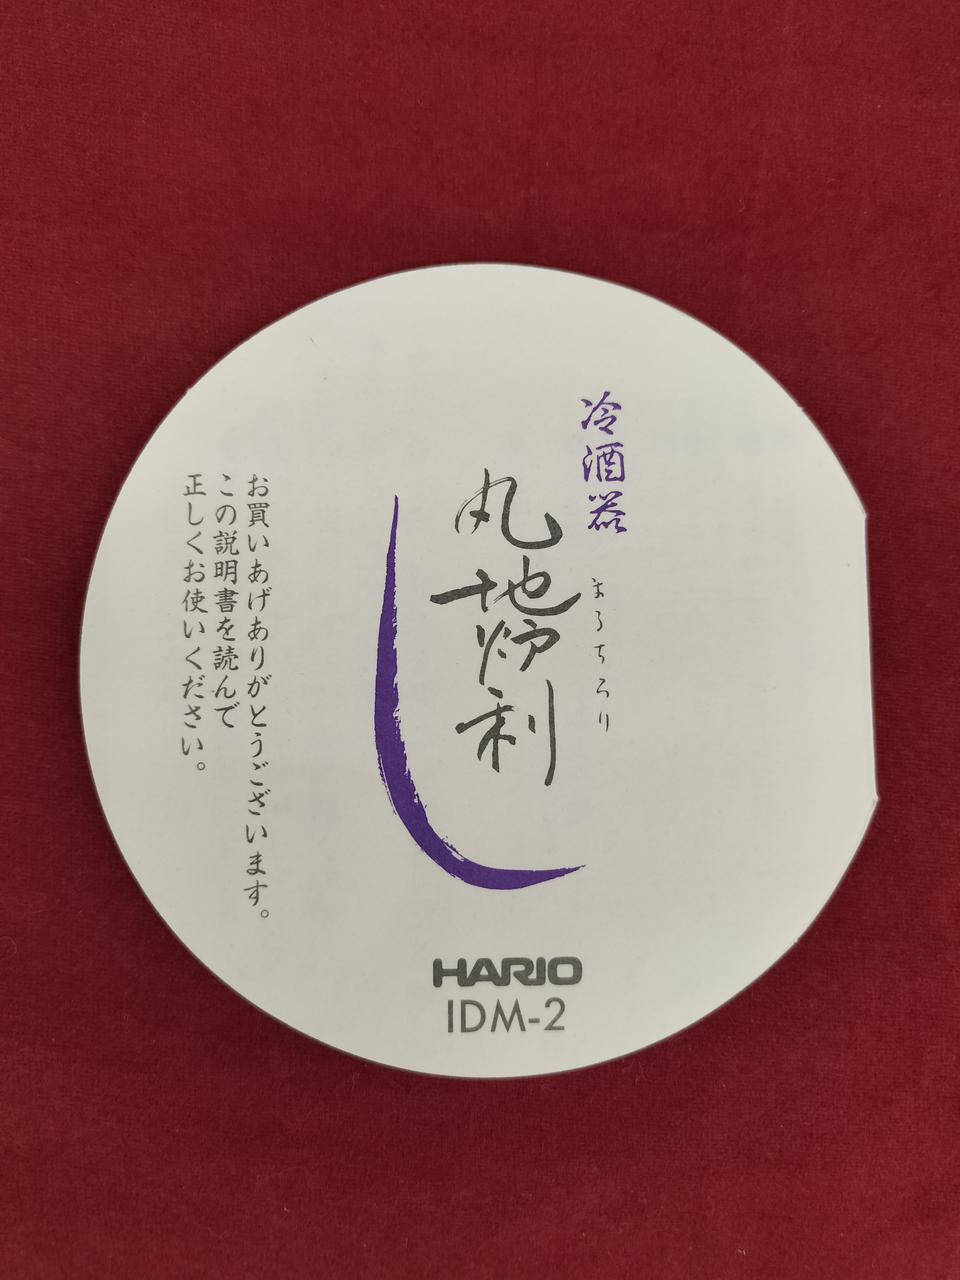 冷酒器
丸地炉利
まろちろり
お買いあげありがとうございます。
この説明書を読んで
正しくお使いください。
HARIO
IDM-2